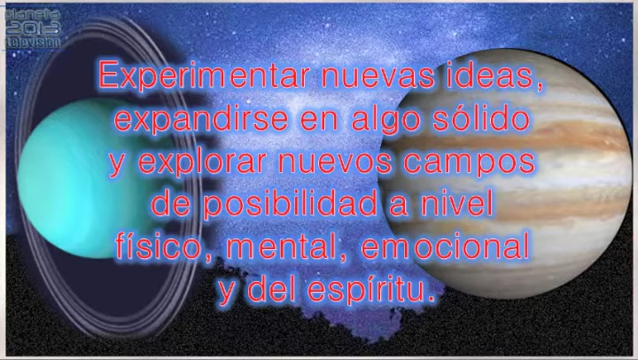 planeta
2013
televisión
Experimentar nuevas ideas,
expandirse en algo sólido
y explorar nuevos campos
de posibilidad a nivel
físico, mental, emocional
y del espíritu.